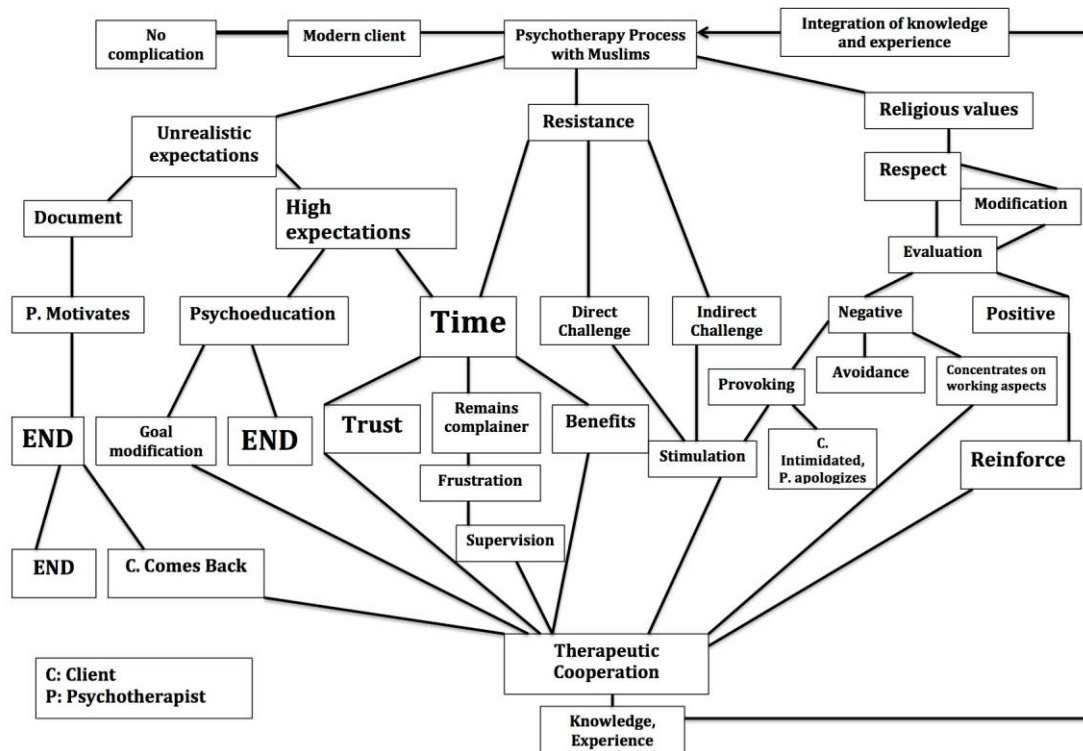 No
complication
Modern client
Psychotherapy Process
with Muslims
Integration of knowledge
and experience
Unrealistic
expectations
Resistance
Religious values
Respect
Modification
Document
High
expectations
Evaluation
P. Motivates
Psychoeducation
Time
Direct
Challenge
Indirect
Challenge
Negative
Positive
Provoking
Avoidance
Concentrates on
working aspects
END
Goal
modification
END
Trust
Remains
complainer
Benefits
Stimulation
C.
Intimidated,
P. apologizes
Reinforce
Frustration
Supervision
END
C. Comes Back
Therapeutic
Cooperation
C: Client
P: Psychotherapist
Knowledge,
Experience